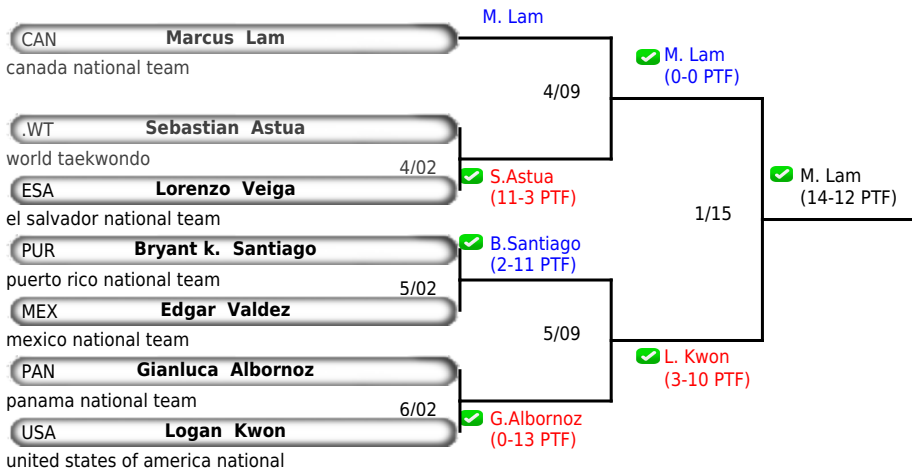 M. Lam
CAN Marcus Lam
canada national team
M. Lam
(0-0 PTF)
4/09
.WT Sebastian Astua
world taekwondo
4/02
ESA Lorenzo Veiga
el salvador national team
S.Astua
(11-3 PTF)
M. Lam
(14-12 PTF)
1/15
PUR Bryant k. Santiago
puerto rico national team
B.Santiago
(2-11 PTF)
5/02
MEX Edgar Valdez
mexico national team
5/09
L. Kwon
(3-10 PTF)
PAN Gianluca Albornoz
panama national team
6/02
USA Logan Kwon
united states of america national
G.Albornoz
(0-13 PTF)